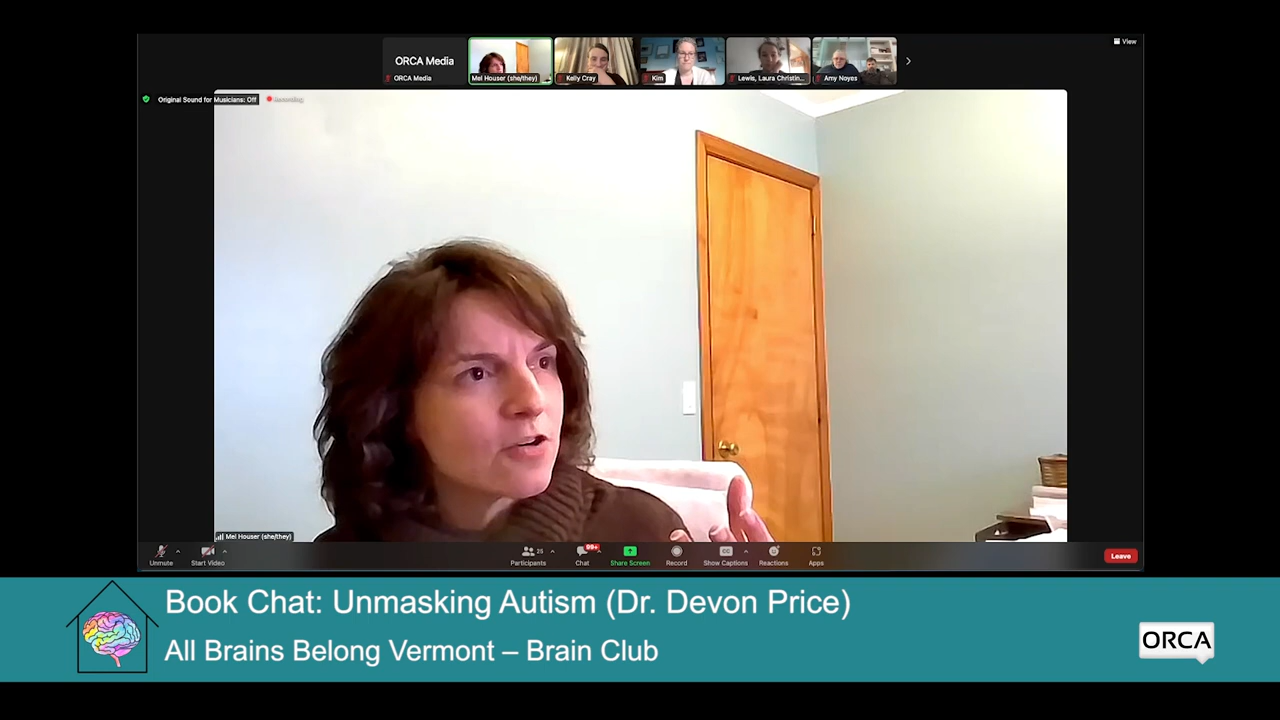 View
ORCA Media
ORCA Media
Mel Houser (she/they)
Kelly Cray
Kim
Lewis, Laura Christin...
Amy Noyes
Original Sound for Musicians: Off
Recording
Mel Houser (she/they)
Unmute
Start Video
25
Participants
99+
Chat
Share Screen
Record
CC
Show Captions
Reactions
Apps
Leave
Book Chat: Unmasking Autism (Dr. Devon Price)
All Brains Belong Vermont – Brain Club
ORCA